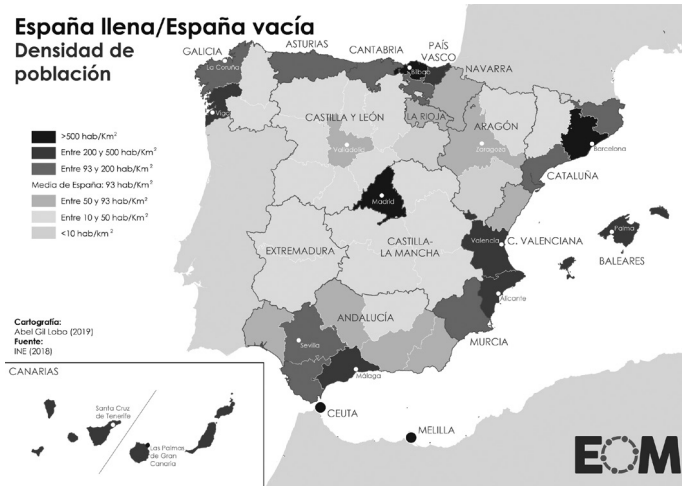 España llena/España vacía
Densidad de
población
GALICIA
ASTURIAS
CANTABRIA
PAÍS
VASCO
NAVARRA
La Coruña
Bilbao
Vigo
CASTILLA Y LEÓN
LA RIOJA
ARAGÓN
Valladolid
Zaragoza
Barcelona
CATALUÑA
>500 hab/Km²
Entre 200 y 500 hab/Km²
Entre 93 y 200 hab/Km²
Media de España: 93 hab/Km²
Entre 50 y 93 hab/Km²
Entre 10 y 50 hab/Km²
<10 hab/km²
Madrid
EXTREMADURA
CASTILLA-
LA MANCHA
Valencia
C. VALENCIANA
Palma
BALEARES
Alicante
ANDALUCÍA
MURCIA
Sevilla
Málaga
Cartografía:
Abel Gil Lobo (2019)
Fuente:
INE (2018)
CANARIAS
Santa Cruz
de Tenerife
Las Palmas
de Gran
Canaria
CEUTA
MELILLA
EOM